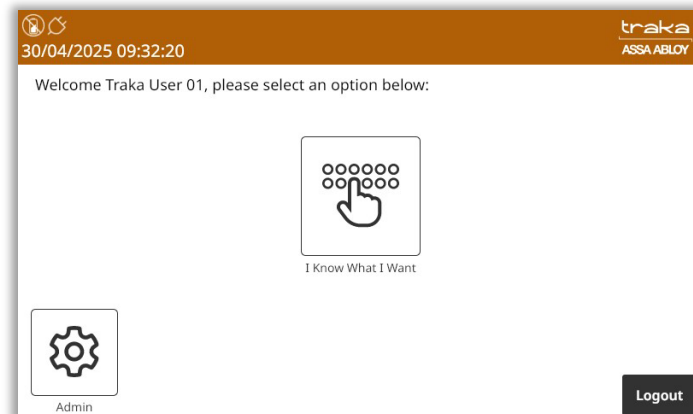 traka
30/04/2025 09:32:20
ASSA ABLOY
Welcome Traka User 01, please select an option below:
I Know What I Want
Admin
Logout